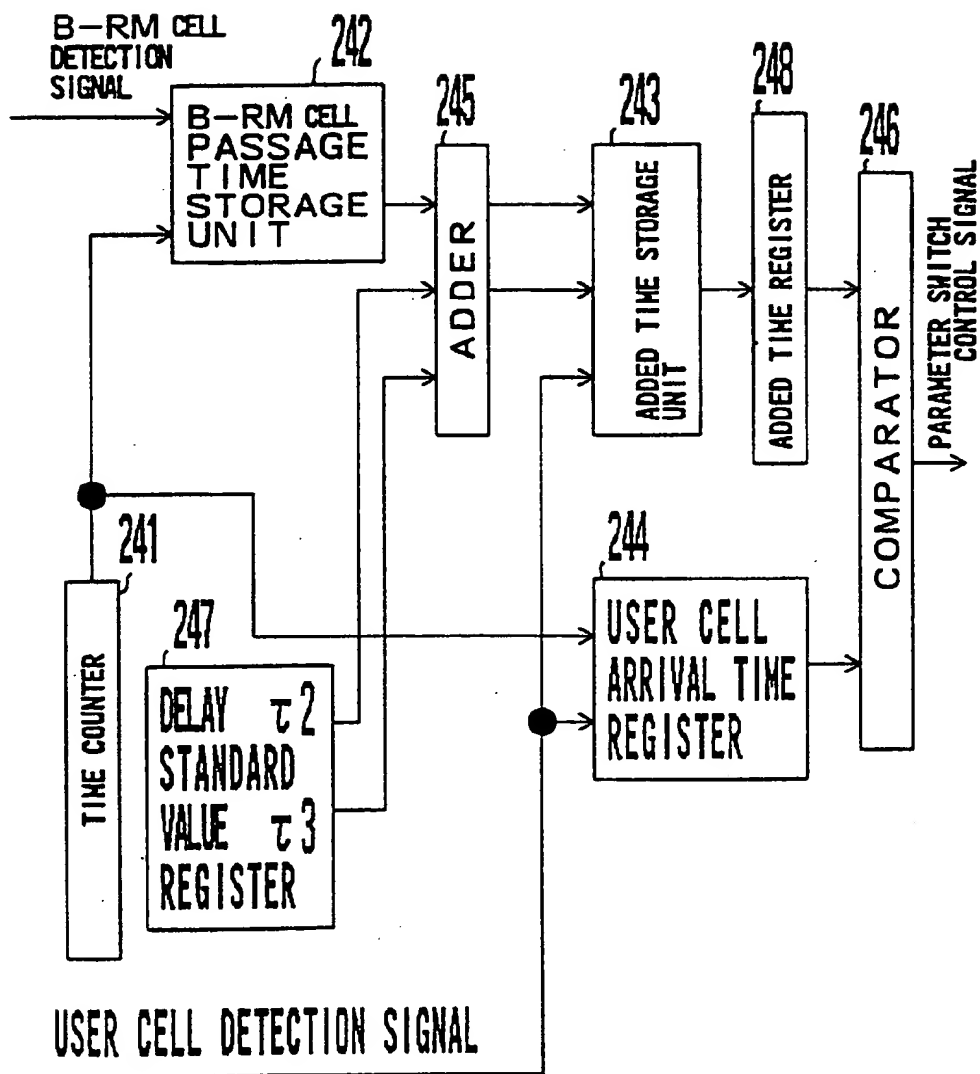 B-RM CELL
DETECTION
SIGNAL
242
B-RM CELL
PASSAGE
TIME
STORAGE
UNIT
245
ADDER
243
ADDED TIME STORAGE
UNIT
248
ADDED TIME REGISTER
246
COMPARATOR
PARAMETER SWITCH
CONTROL SIGNAL
241
TIME COUNTER
247
DELAY τ2
STANDARD
VALUE τ3
REGISTER
244
USER CELL
ARRIVAL TIME
REGISTER
USER CELL DETECTION SIGNAL